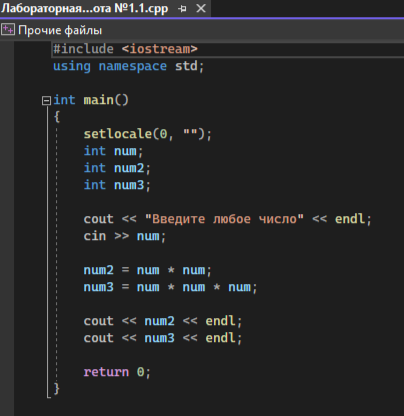 Лабораторная...ота №1.1.cpp
Прочие файлы
#include <iostream>
using namespace std;
int main()
{
setlocale(0, "");
int num;
int num2;
int num3;
cout << "Введите любое число" << endl;
cin >> num;
num2 = num * num;
num3 = num * num * num;
cout << num2 << endl;
cout << num3 << endl;
return 0;
}